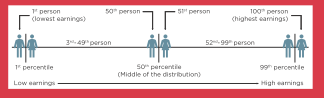 1st person
(lowest earnings)
50th person
51st person
100th person
(highest earnings)
3rd-49th person
52nd-99th person
1st percentile
50th percentile
(Middle of the distribution)
99th percentile
Low earnings
High earnings